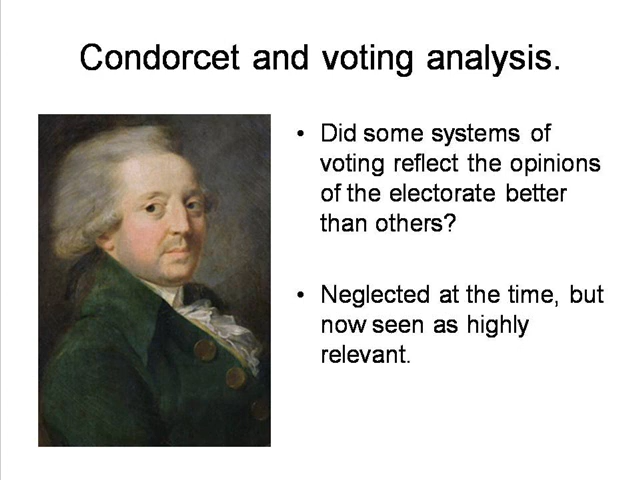 Condorcet and voting analysis.
• Did some systems of
voting reflect the opinions
of the electorate better
than others?
• Neglected at the time, but
now seen as highly
relevant.